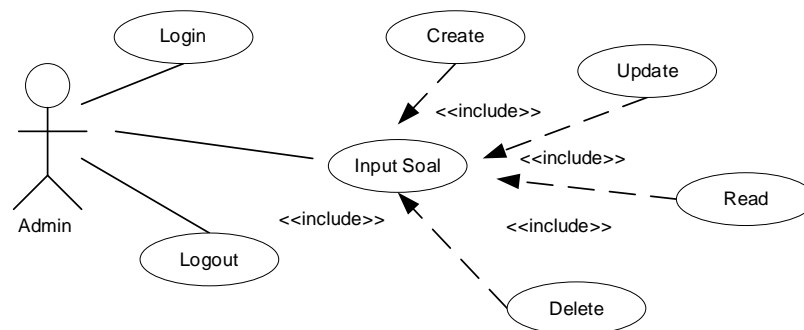 Login
Create
Update
<<include>>
Input Soal
<<include>>
Read
Admin
<<include>>
<<include>>
Logout
Delete